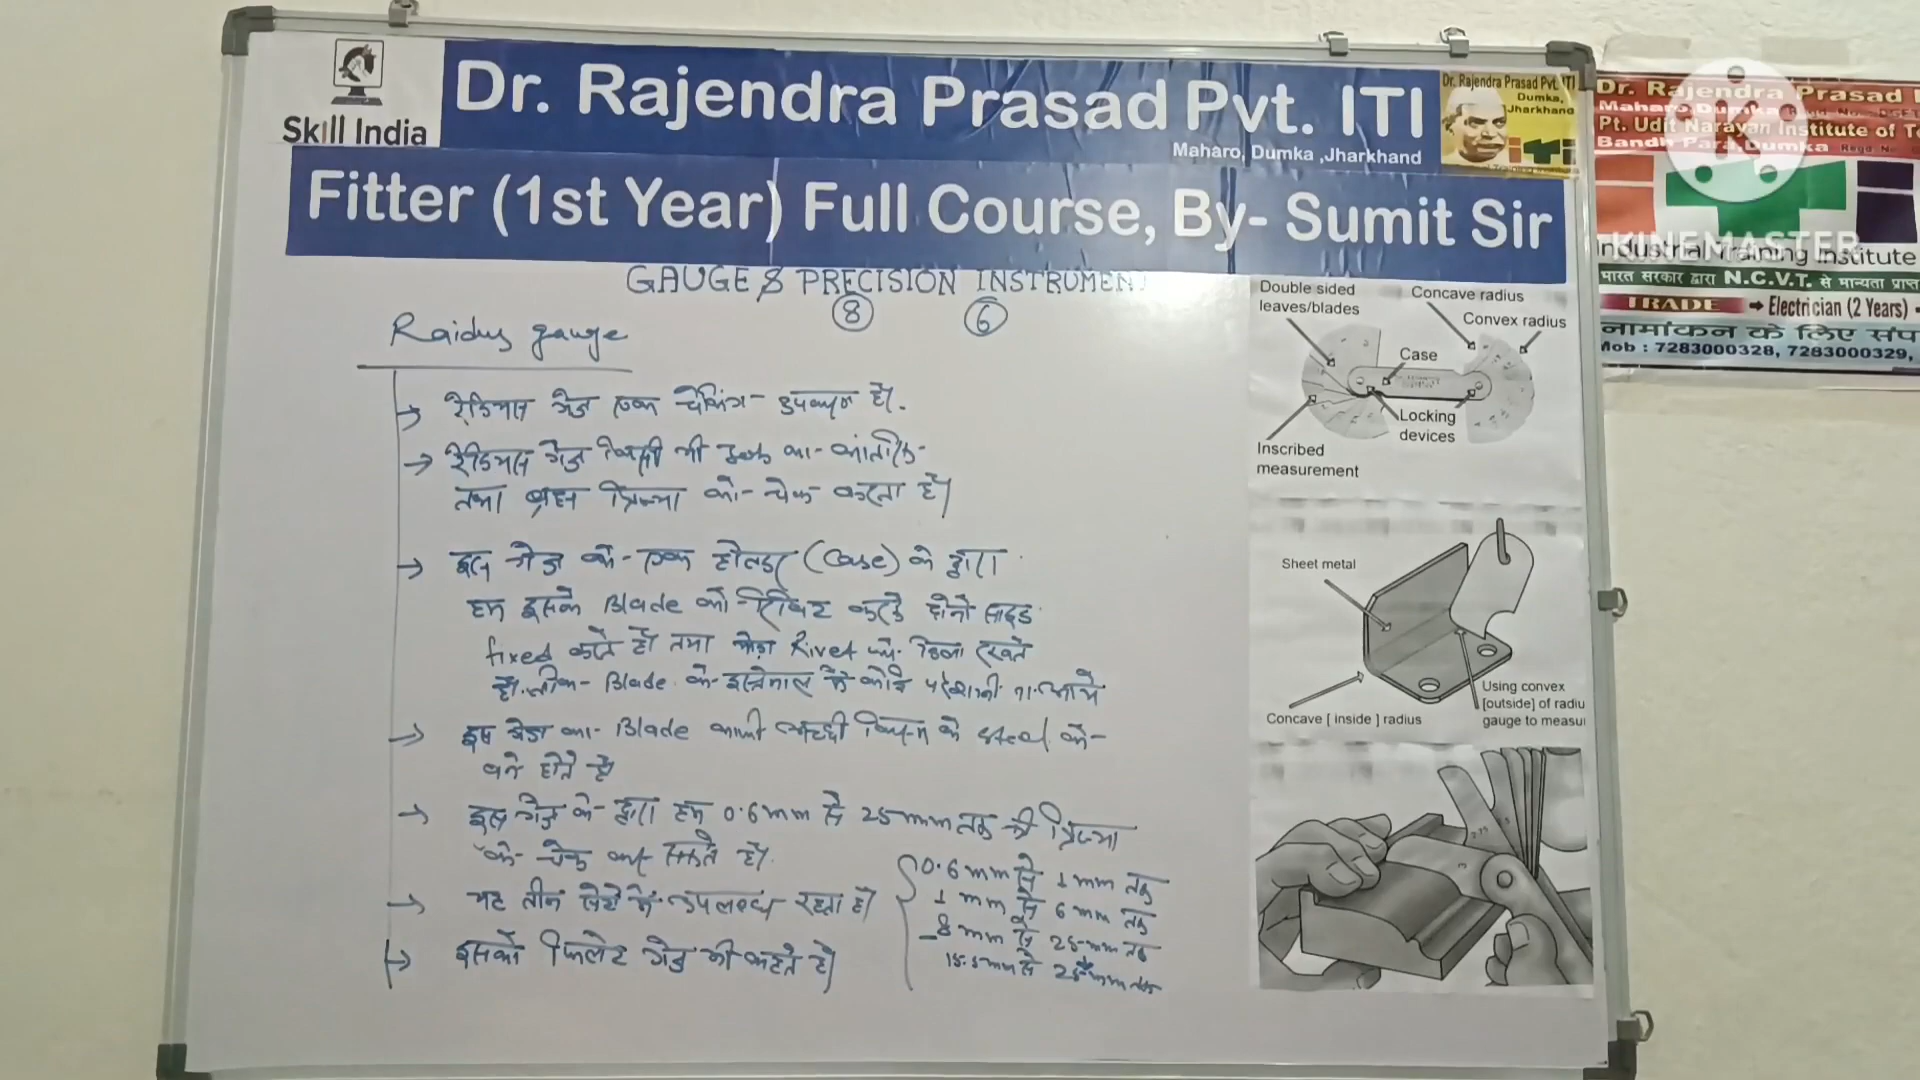 Skill India
Dr. Rajendra Prasad Pvt. ITI
Maharo, Dumka ,Jharkhand
Dr. Rajendra Prasad Pvt. ITI
Dumka,
Jharkhand
iTi
Fitter (1st Year) Full Course, By- Sumit Sir
GAUGE & PRECISION INSTRUMENT
8 6
Raidus gauge
→ रेडियस गेज एक चेकिंग- उपकरण है।
→ रेडियस गेज किसी भी जॉब का- आंतरिक-
तथा बाह्य त्रिज्या को- चेक करता है।
→ इस गेज को- एक होल्डर (Case) के द्वारा
हम इसके Blade को रिबिट करके दोनों साइड
fixed करते है। तथा थोड़ा Rivet को ढिला रखते
है। ताकि- Blade के इस्तेमाल में कोई परेशानी ना आये
→ इस गेज का- Blade काफी अच्छी किस्म के steel के-
बने होते है
→ इस गेज के- द्वारा हम 0.6mm से 25mm तक की त्रिज्या
को- चेक कर सकते है।
→ यह तीन सेटो में उपलब्ध रहता है।
0.6 mm से 1 mm तक
1 mm से 6 mm तक
8 mm से 25 mm तक
15.5mm से 25 mm तक
→ इसको फिलेट गेज भी कहते है।
Double sided
leaves/blades
Concave radius
Convex radius
Case
Locking
devices
Inscribed
measurement
Sheet metal
Concave [ inside ] radius
Using convex
[outside] of radiu
gauge to measu
Dr. Rajendra Prasad
Maharo, Dumka
Pt. Udit Narayan Institute of
Bandh Para, Dumka
KINEMASTER
Industrial Training Institute
भारत सरकार द्वारा N.C.V.T. से मान्यता
TRADE → Electrician (2 Years)
नामांकन के लिए
Mob : 7283000328, 7283000329,